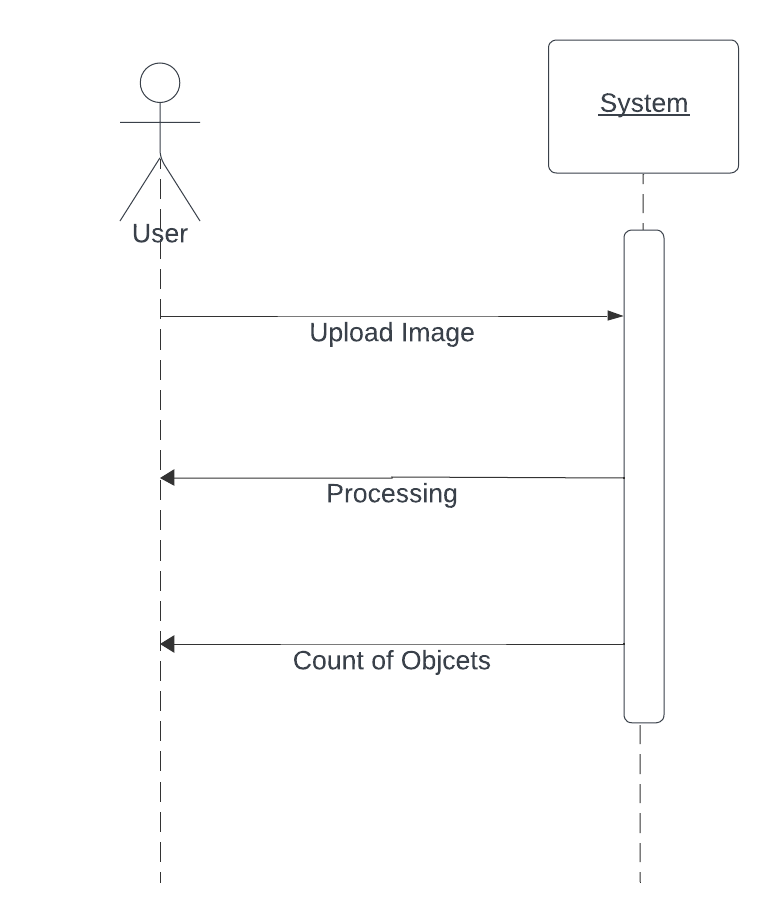 System
User
Upload Image
Processing
Count of Objcets